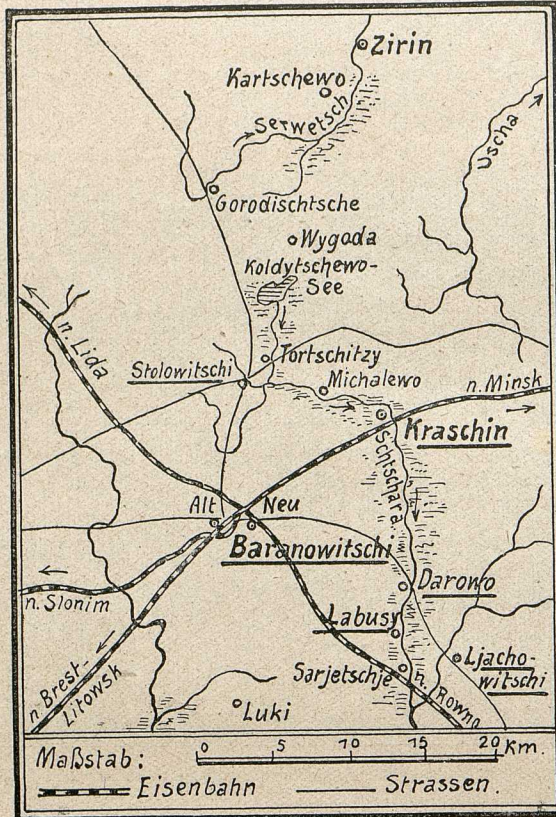 Zirin
Kartschewo
Serwetsch
Uscha
Gorodischtsche
Wygoda
Koldytschewo-
See
n. Lida
Tortschitzy
Stolowitschi
Michalewo
n. Minsk
Kraschin
Schtschara
Alt
Neu
Baranowitschi
Darowo
n. Slonim
Labusy
Ljacho-
witschi
Sarjetschje
n. Rowno
n. Brest-
Litowsk
Luki
Maßstab:
0 5 10 15 20 Km.
Eisenbahn
Strassen.